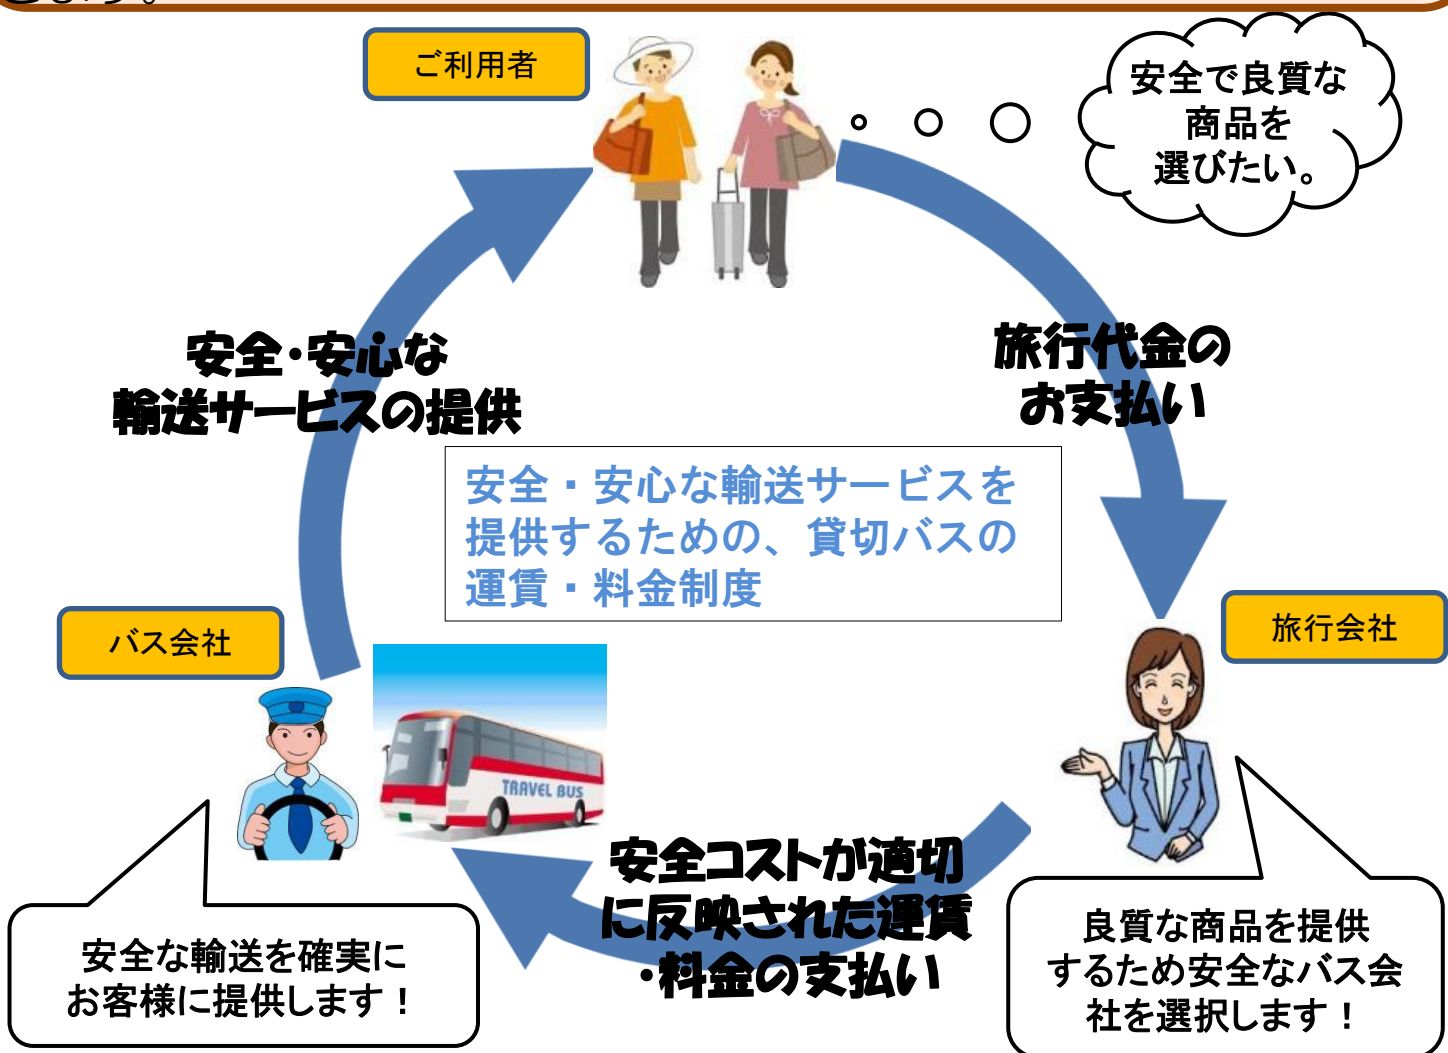 ご利用者
安全で良質な
商品を
選びたい。
安全・安心な
輸送サービスの提供
旅行代金の
お支払い
安全・安心な輸送サービスを
提供するための、貸切バスの
運賃・料金制度
バス会社
旅行会社
TRAVEL BUS
安全コストが適切
に反映された運賃
・料金の支払い
安全な輸送を確実に
お客様に提供します！
良質な商品を提供
するため安全なバス会
社を選択します！